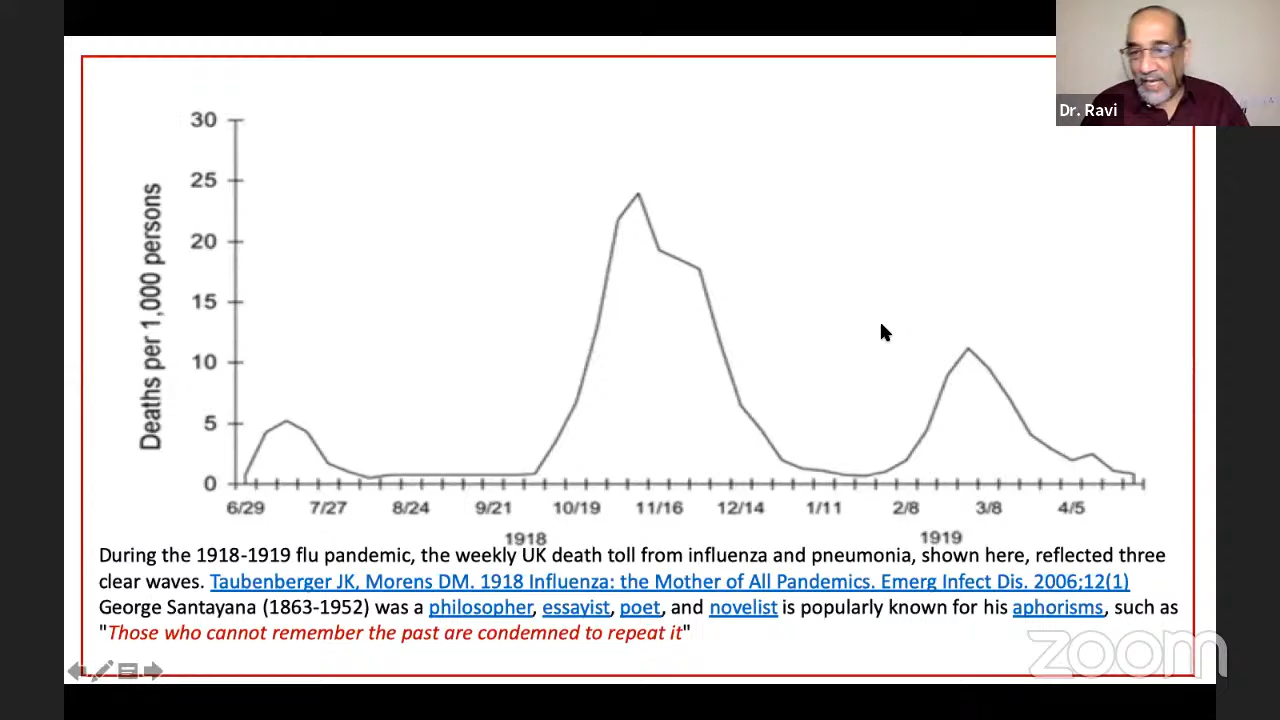 Dr. Ravi
Deaths per 1,000 persons
30
25
20
15
10
5
0
6/29 7/27 8/24 9/21 10/19 11/16 12/14 1/11 2/8 3/8 4/5
1918 1919
During the 1918-1919 flu pandemic, the weekly UK death toll from influenza and pneumonia, shown here, reflected three
clear waves. Taubenberger JK, Morens DM. 1918 Influenza: the Mother of All Pandemics. Emerg Infect Dis. 2006;12(1)
George Santayana (1863-1952) was a philosopher, essayist, poet, and novelist is popularly known for his aphorisms, such as
"Those who cannot remember the past are condemned to repeat it"
zoom